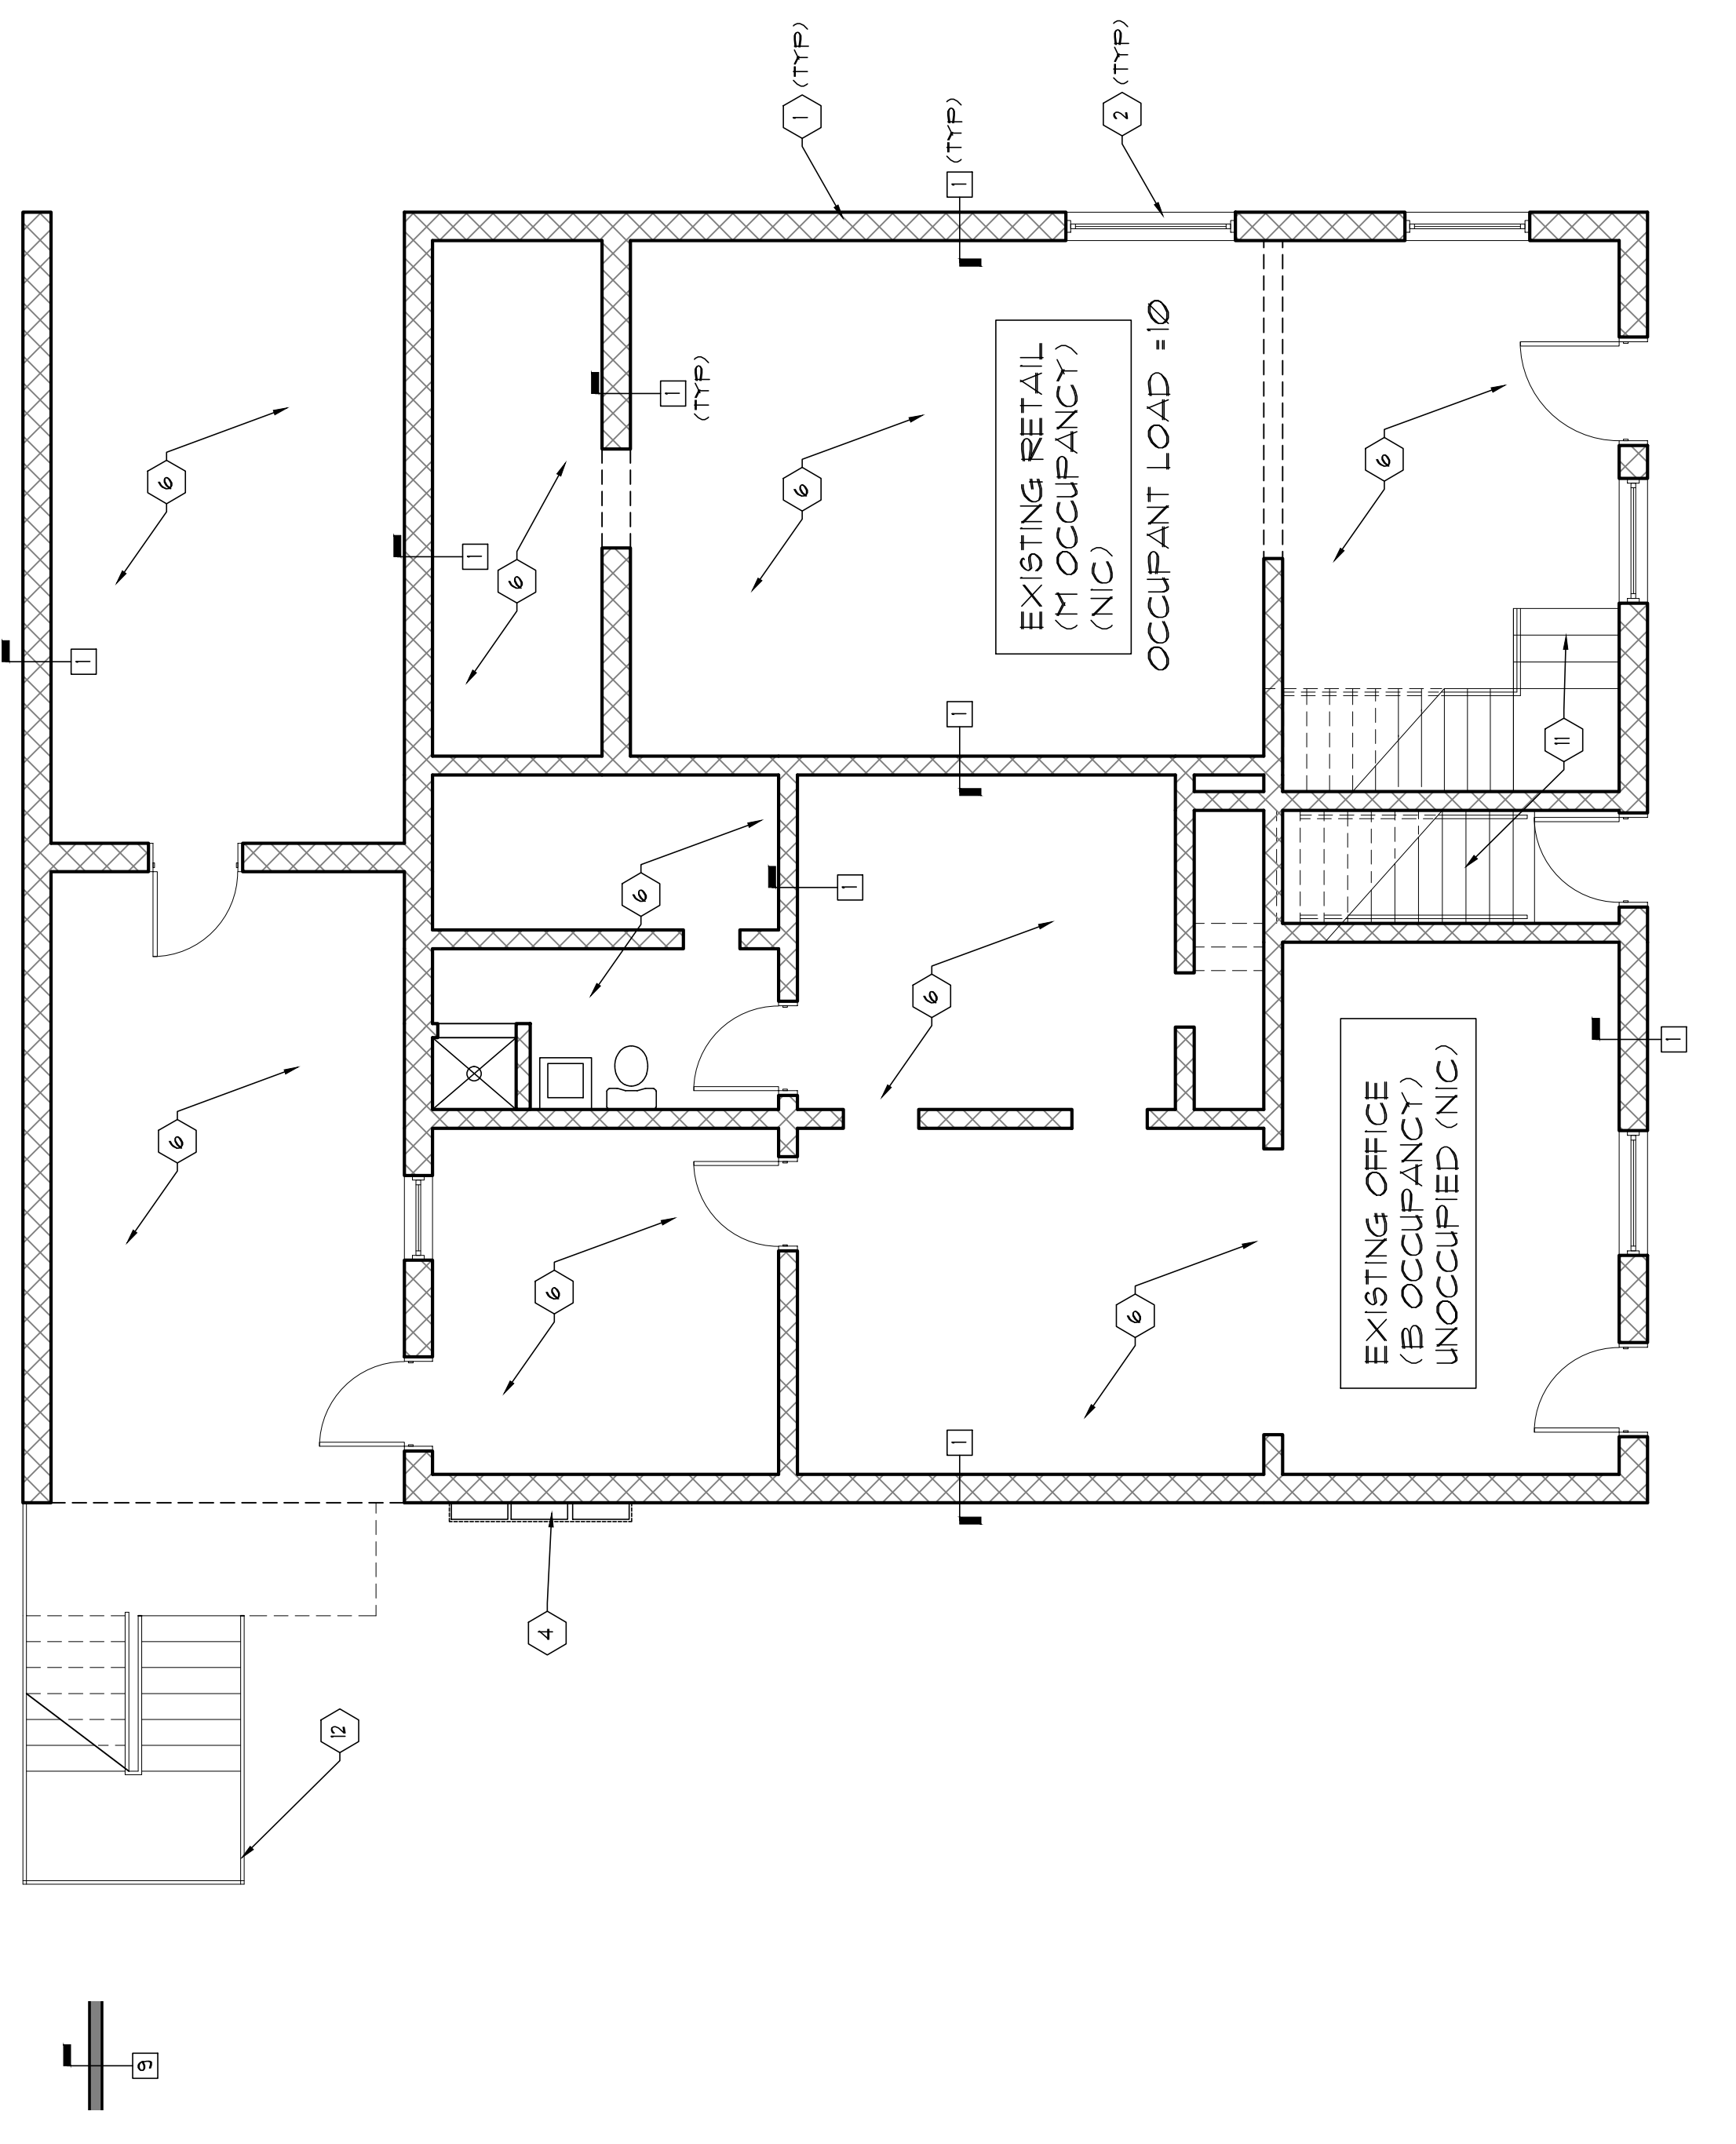 9
1
6
6
12
1
6
4
6
6
1
(TYP)
6
1 (TYP)
1
6
1
1
1 (TYP)
EXISTING RETAIL
(M OCCUPANCY)
(NIC)
2 (TYP)
6
OCCUPANT LOAD = 10
6
EXISTING OFFICE
(B OCCUPANCY)
UNOCCUPIED (NIC)
11
1